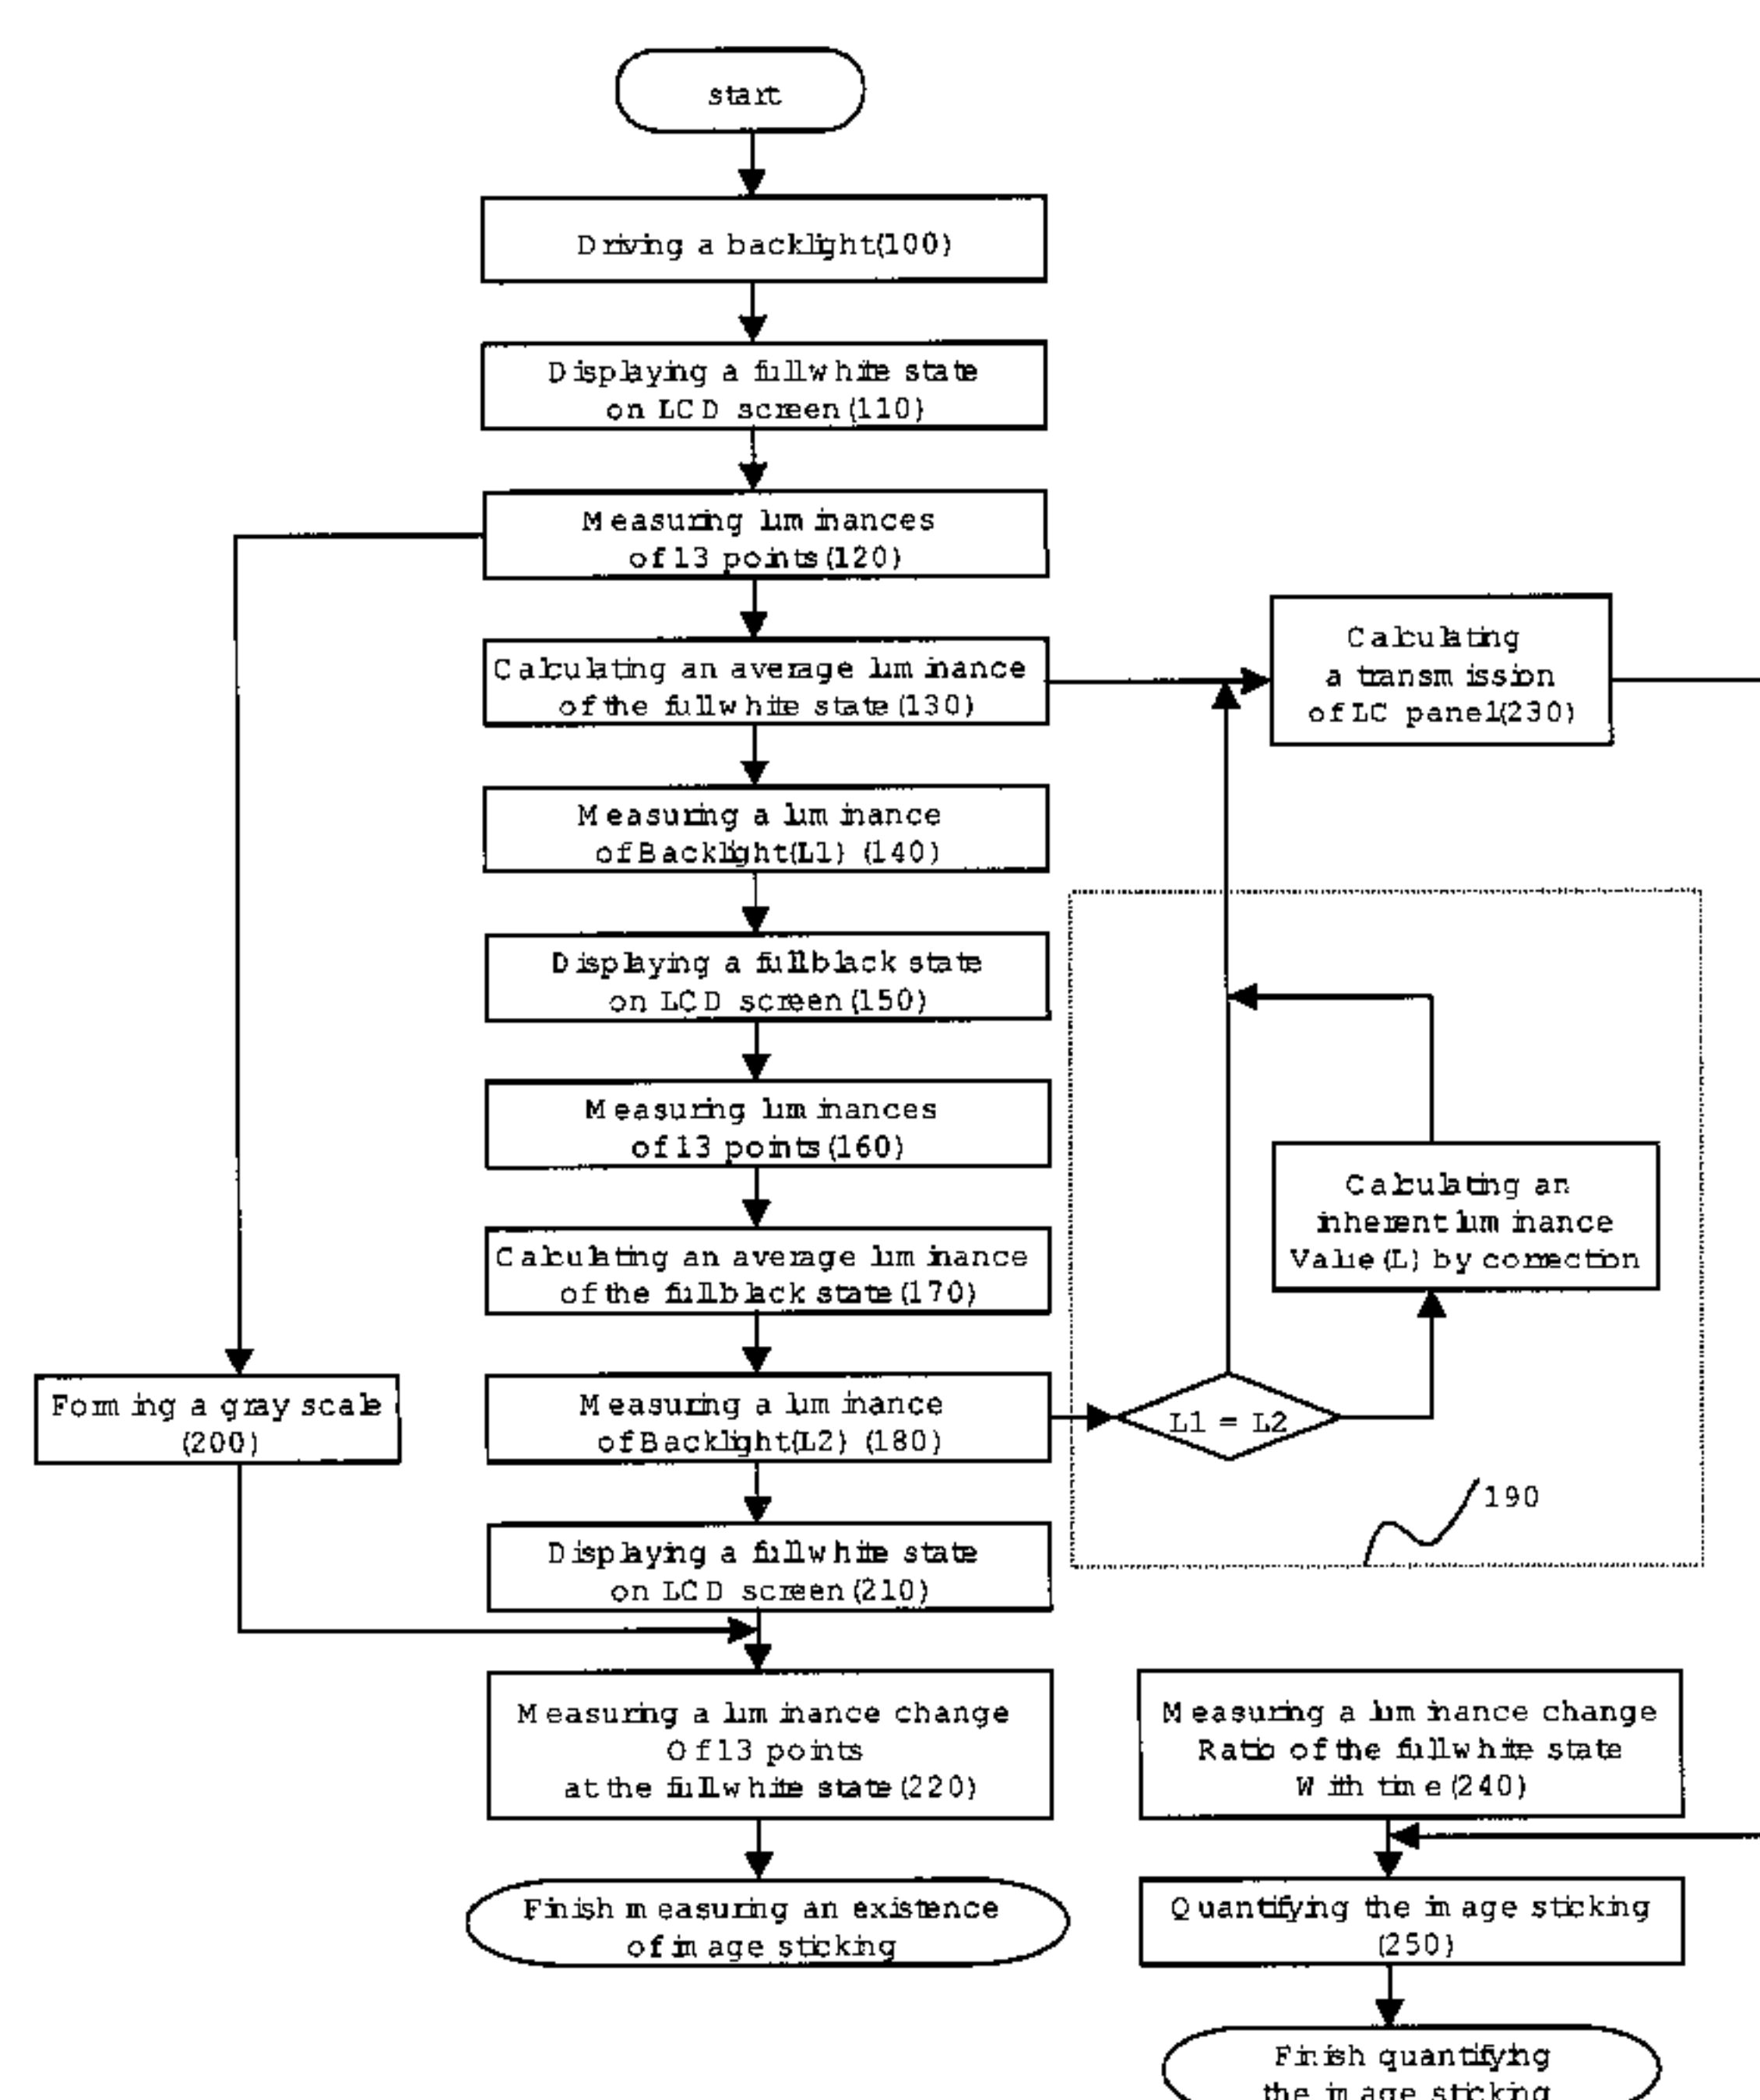 start
Driving a backlight(100)
Displaying a full white state
on LCD screen(110)
Measuring luminances
of 13 points(120)
Calculating an average luminance
of the full white state(130)
Calculating
a transmission
of LC panel(230)
Measuring a luminance
of Backlight(L1) (140)
Displaying a full black state
on LCD screen(150)
Measuring luminances
of 13 points(160)
Calculating an
inherent luminance
Value(L) by correction
Calculating an average luminance
of the full black state(170)
Forming a gray scale
(200)
Measuring a luminance
of Backlight(L2) (180)
L1 = L2
190
Displaying a full white state
on LCD screen(210)
Measuring a luminance change
Of 13 points
at the full white state(220)
Measuring a luminance change
Ratio of the full white state
With time(240)
Finish measuring an existence
of image sticking
Quantifying the image sticking
(250)
Finish quantifying
the image sticking